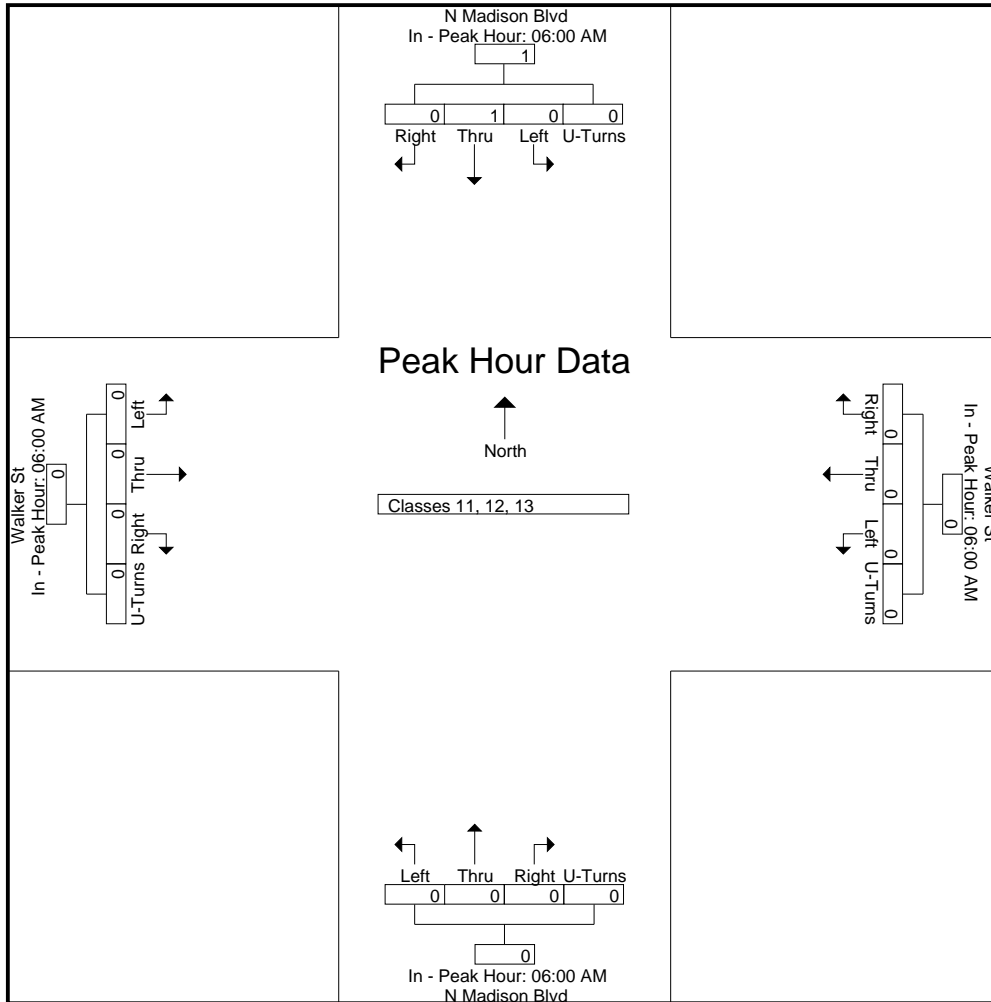 N Madison Blvd
In - Peak Hour: 06:00 AM
1
0 1 0 0
Right Thru Left U-Turns
Peak Hour Data
North
Classes 11, 12, 13
Walker St
In - Peak Hour: 06:00 AM
0
0 0 0 0
Left Thru Right U-Turns
Walker St
In - Peak Hour: 06:00 AM
0
0 0 0 0
Right Thru Left U-Turns
Left Thru Right U-Turns
0 0 0 0
0
In - Peak Hour: 06:00 AM
N Madison Blvd